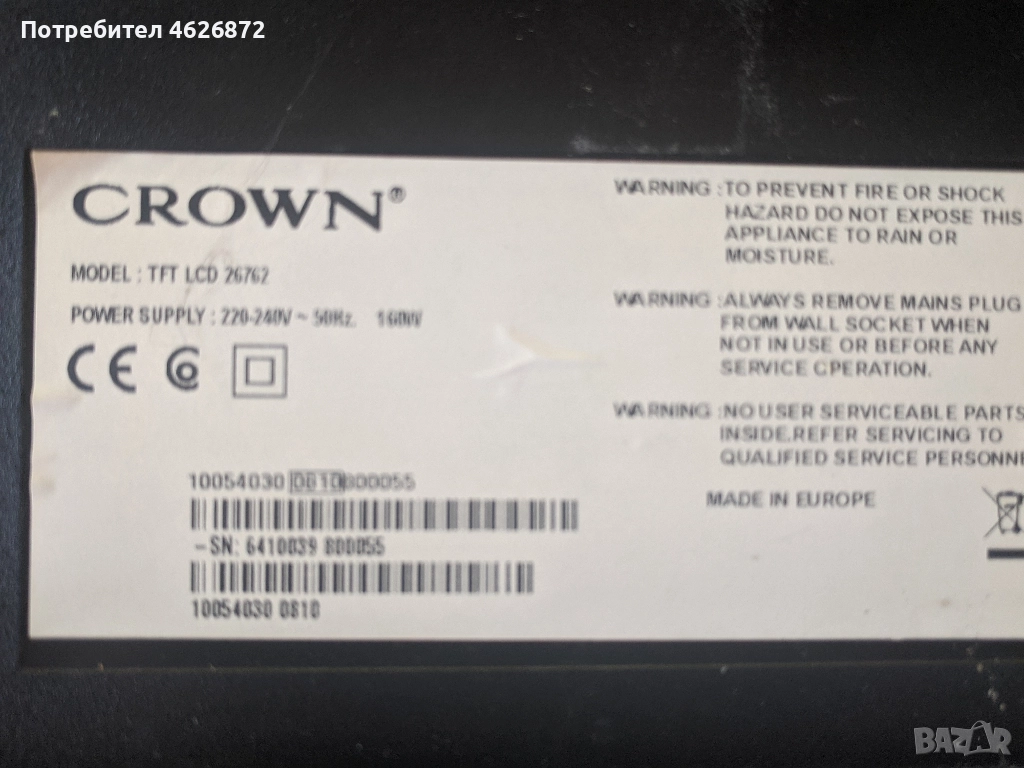 Потребител 4626872
CROWN®
MODEL : TFT LCD 26762
POWER SUPPLY : 220-240V ~ 50Hz. 160W
CE
10054030 0810 800055
-SN: 6410039 800055
10054030 0810
WARNING :TO PREVENT FIRE OR SHOCK
HAZARD DO NOT EXPOSE THIS
APPLIANCE TO RAIN OR
MOISTURE.
WARNING :ALWAYS REMOVE MAINS PLUG
FROM WALL SOCKET WHEN
NOT IN USE OR BEFORE ANY
SERVICE OPERATION.
WARNING :NO USER SERVICEABLE PARTS
INSIDE.REFER SERVICING TO
QUALIFIED SERVICE PERSONNE
MADE IN EUROPE
BAZAR